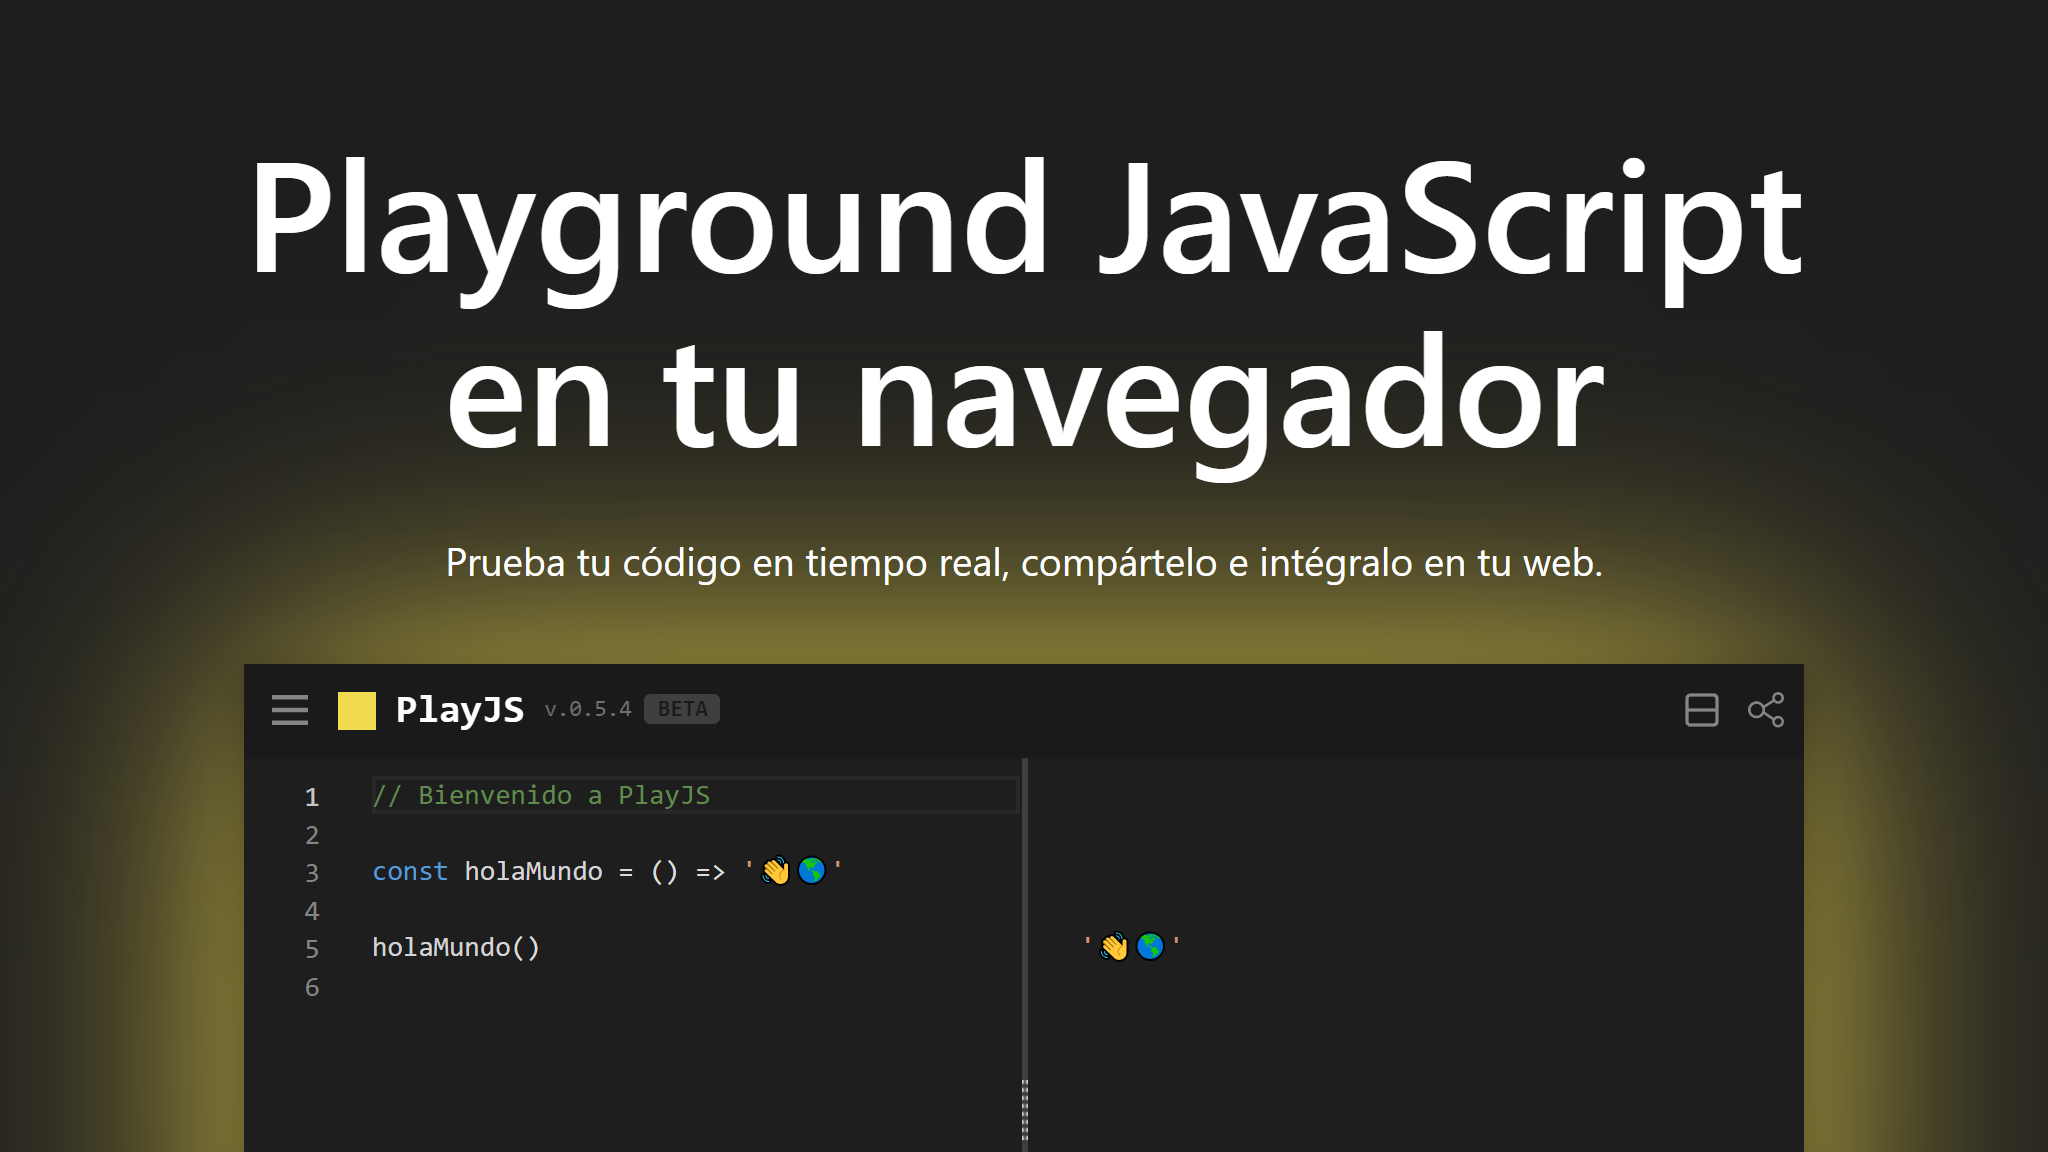 Playground JavaScript
en tu navegador
Prueba tu código en tiempo real, compártelo e intégralo en tu web.
PlayJS v.0.5.4 BETA
1 // Bienvenido a PlayJS
2
3 const holaMundo = () => '👋🌎'
4
5 holaMundo() '👋🌎'
6